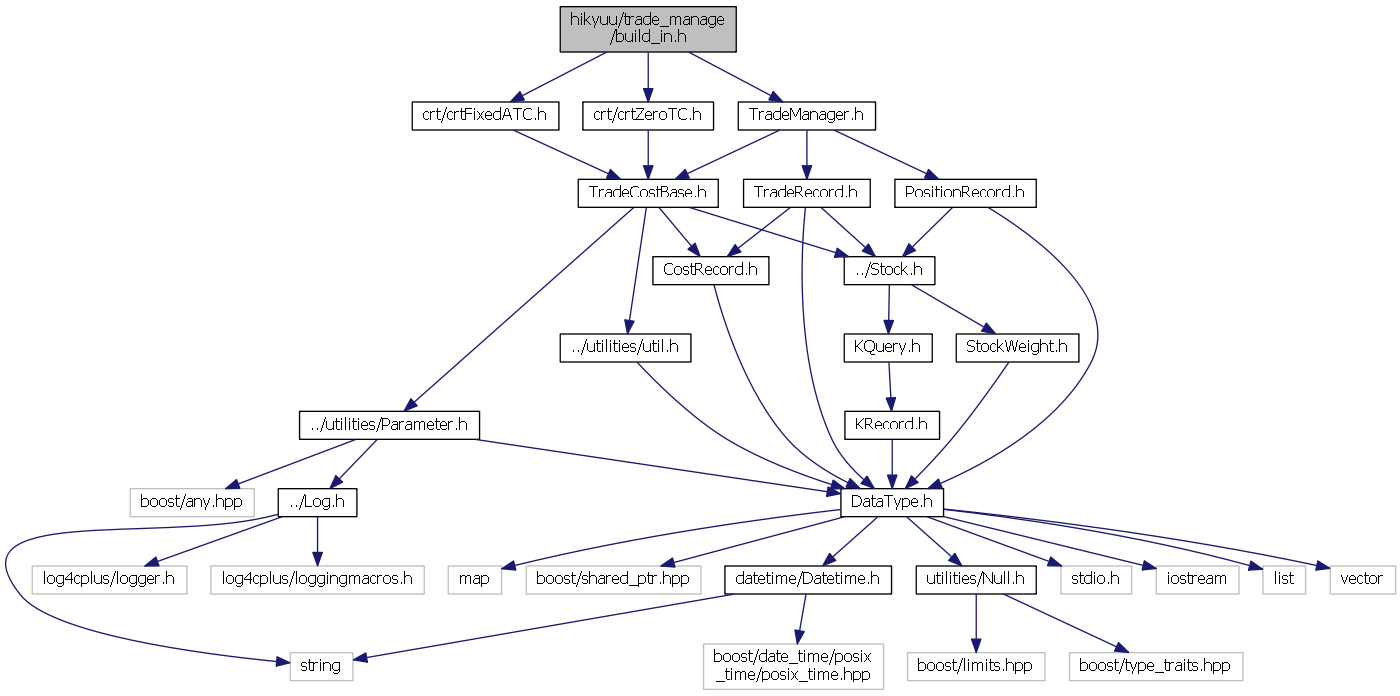 hikyuu/trade_manage
/build_in.h
crt/crtFixedATC.h
crt/crtZeroTC.h
TradeManager.h
TradeCostBase.h
TradeRecord.h
PositionRecord.h
CostRecord.h
../Stock.h
../utilities/util.h
KQuery.h
StockWeight.h
../utilities/Parameter.h
KRecord.h
boost/any.hpp
../Log.h
DataType.h
log4cplus/logger.h
log4cplus/loggingmacros.h
map
boost/shared_ptr.hpp
datetime/Datetime.h
utilities/Null.h
stdio.h
iostream
list
vector
string
boost/date_time/posix
_time/posix_time.hpp
boost/limits.hpp
boost/type_traits.hpp